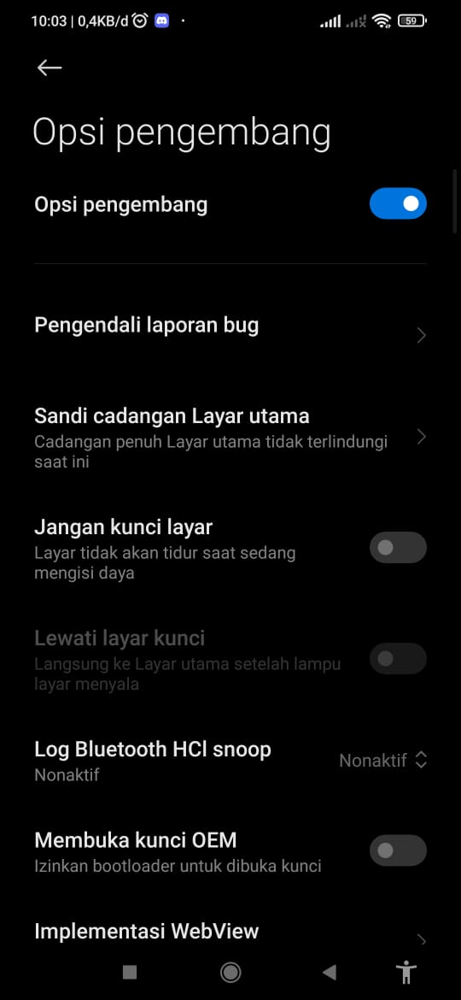 10:03 | 0,4KB/d
59
Opsi pengembang
Opsi pengembang
Pengendali laporan bug
Sandi cadangan Layar utama
Cadangan penuh Layar utama tidak terlindungi
saat ini
Jangan kunci layar
Layar tidak akan tidur saat sedang
mengisi daya
Lewati layar kunci
Langsung ke Layar utama setelah lampu
layar menyala
Log Bluetooth HCl snoop
Nonaktif
Nonaktif
Membuka kunci OEM
Izinkan bootloader untuk dibuka kunci
Implementasi WebView